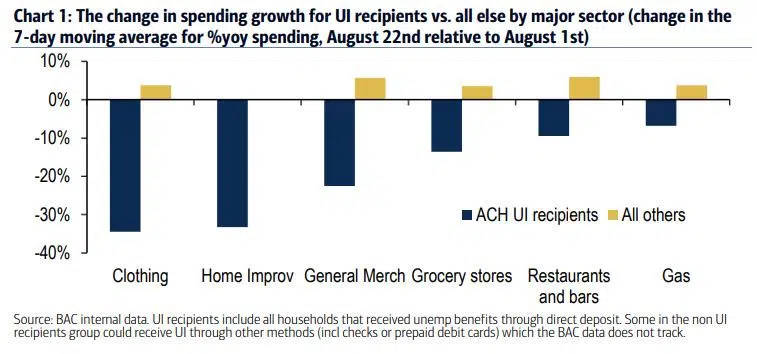 Chart 1: The change in spending growth for UI recipients vs. all else by major sector (change in the
7-day moving average for %yoy spending, August 22nd relative to August 1st)
10%
0%
-10%
-20%
-30%
-40%
ACH UI recipients
All others
Clothing
Home Improv
General Merch
Grocery stores
Restaurants
and bars
Gas
Source: BAC internal data. UI recipients include all households that received unemp benefits through direct deposit. Some in the non UI
recipients group could receive UI through other methods (incl checks or prepaid debit cards) which the BAC data does not track.